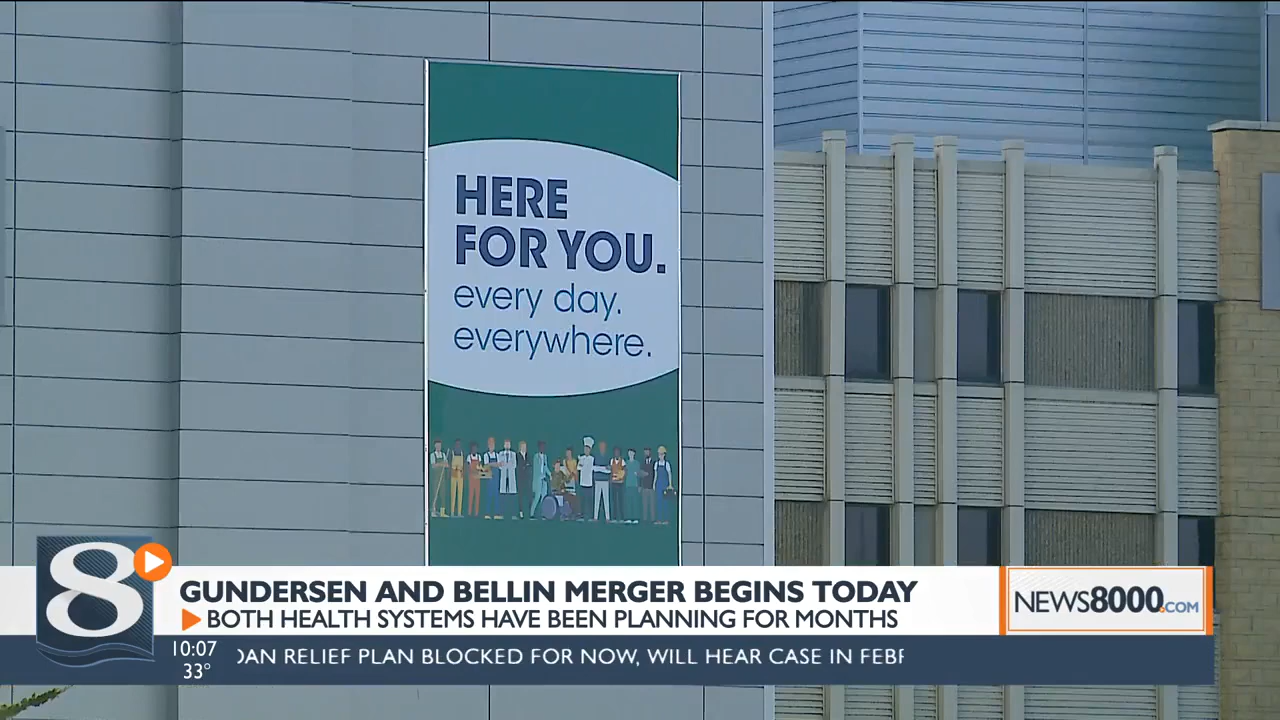 HERE
FOR YOU.
every day.
everywhere.
8
GUNDERSEN AND BELLIN MERGER BEGINS TODAY
BOTH HEALTH SYSTEMS HAVE BEEN PLANNING FOR MONTHS
NEWS8000.COM
10:07
33°
RELIEF PLAN BLOCKED FOR NOW, WILL HEAR CASE IN